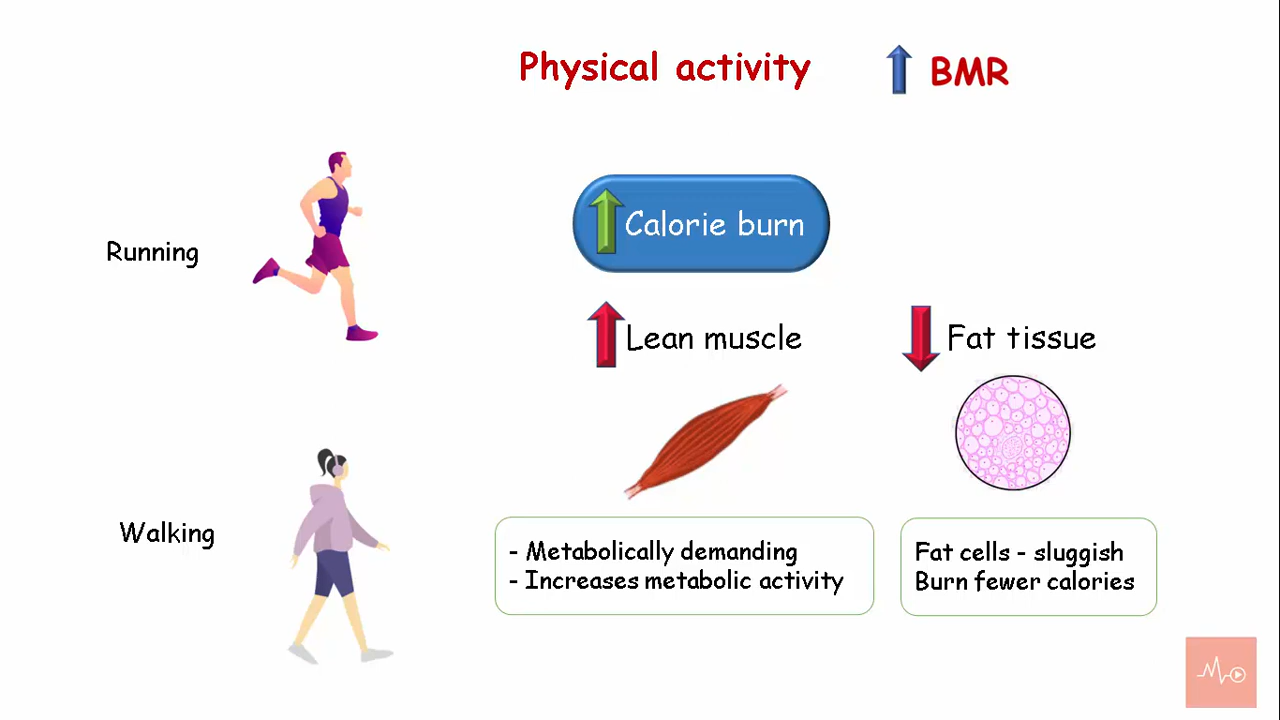 Physical activity BMR
Running
Calorie burn
Lean muscle
Fat tissue
Walking
- Metabolically demanding
- Increases metabolic activity
Fat cells - sluggish
Burn fewer calories